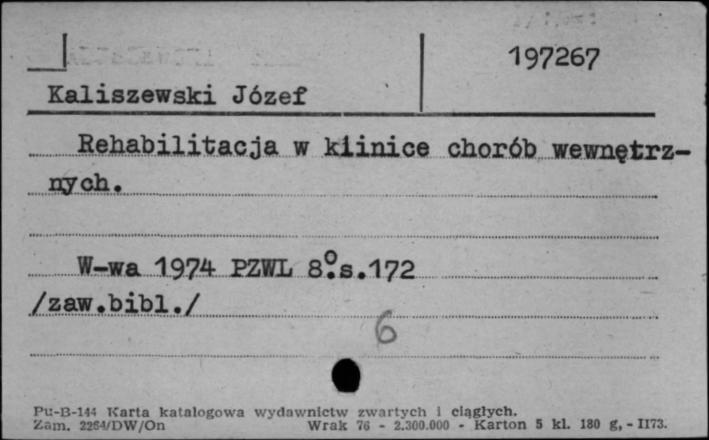 197267
Kaliszewski Józef
Rehabilitacja w klinice chorób wewnętrz-
nych.
W-wa 1974 PZWL 8°.s.172
/zaw.bibl./
6
Pu-B-144 Karta katalogowa wydawnictw zwartych i ciągłych.
Zam. 2264/DW/On Wrak 76 - 2.300.000 - Karton 5 kl. 180 g, - II73.